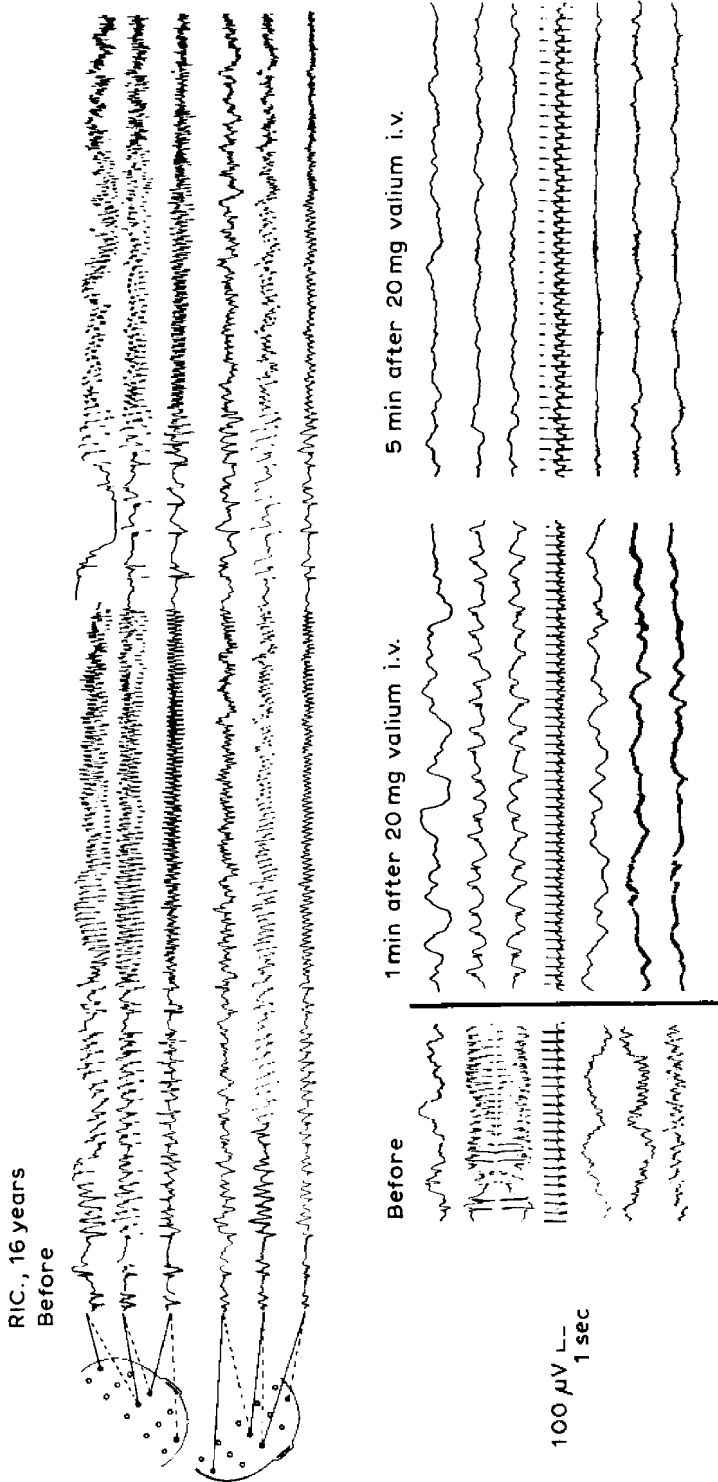 RIC., 16 years
Before
Before
1 min after 20 mg valium i.v.
5 min after 20 mg valium i.v.
100 µV
1 sec